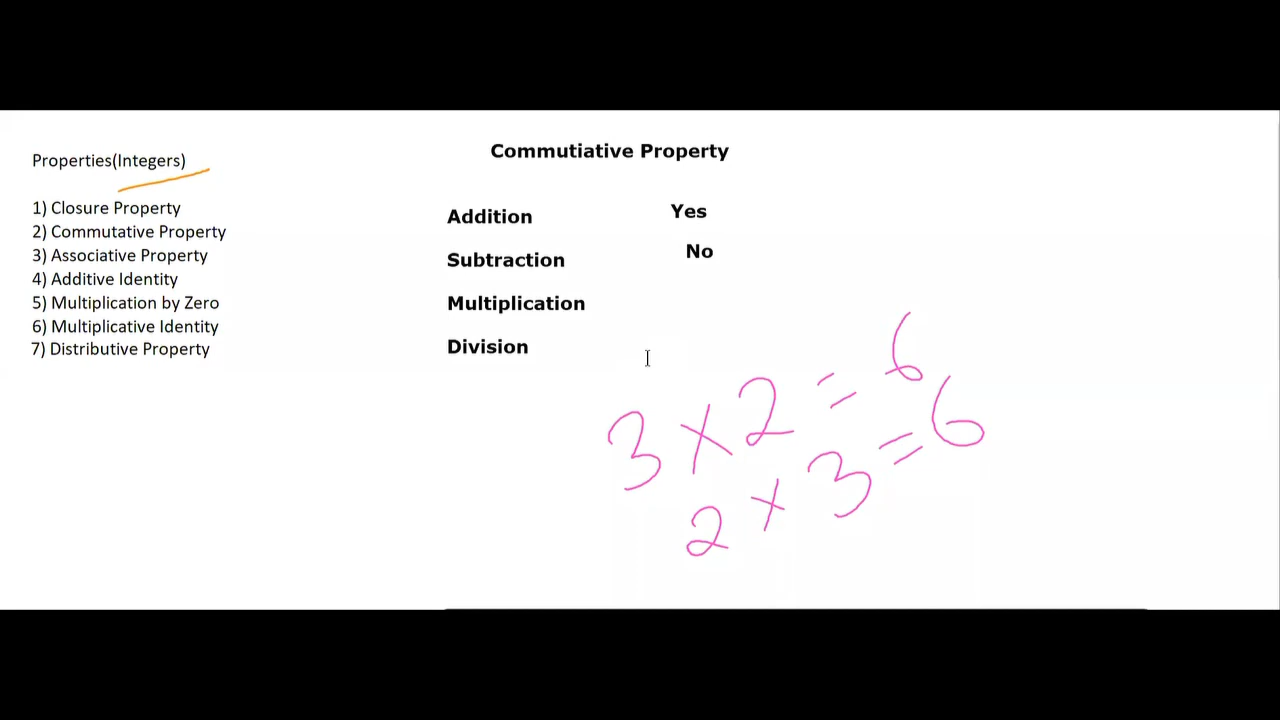 Properties(Integers)
1) Closure Property
2) Commutative Property
3) Associative Property
4) Additive Identity
5) Multiplication by Zero
6) Multiplicative Identity
7) Distributive Property
Commutiative Property
Addition Yes
Subtraction No
Multiplication
Division
3 × 2 = 6
2 × 3 = 6